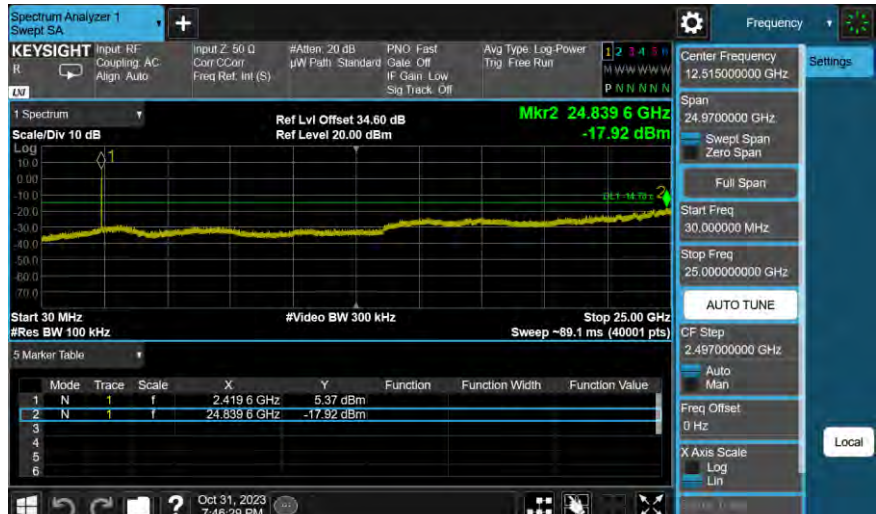 Spectrum Analyzer 1
Swept SA
+
Frequency
KEYSIGHT
R
LXI
Input: RF
Coupling: AC
Align: Auto
Input Z: 50 Ω
Corr CCorr
Freq Ref: Int (S)
#Atten: 20 dB
µW Path: Standard
PNO: Fast
Gate: Off
IF Gain: Low
Sig Track: Off
Avg Type: Log-Power
Trig: Free Run
1 2 3 4 5 6
M W W W W W
P N N N N N
Center Frequency
12.515000000 GHz
Settings
1 Spectrum
Scale/Div 10 dB
Ref Lvl Offset 34.60 dB
Ref Level 20.00 dBm
Mkr2 24.839 6 GHz
-17.92 dBm
Log
10.0
0.00
-10.0
-20.0
-30.0
-40.0
-50.0
-60.0
-70.0
1
2
Start 30 MHz
#Res BW 100 kHz
#Video BW 300 kHz
Stop 25.00 GHz
Sweep ~89.1 ms (40001 pts)
Span
24.9700000 GHz
Swept Span
Zero Span
Full Span
Start Freq
30.000000 MHz
Stop Freq
25.000000000 GHz
AUTO TUNE
CF Step
2.497000000 GHz
Auto
Man
Freq Offset
0 Hz
X Axis Scale
Log
Lin
Local
5 Marker Table
Mode Trace Scale X Y Function Function Width Function Value
1 N 1 f 2.419 6 GHz 5.37 dBm
2 N 1 f 24.839 6 GHz -17.92 dBm
3
4
5
6
?
Oct 31, 2023
7:46:29 PM